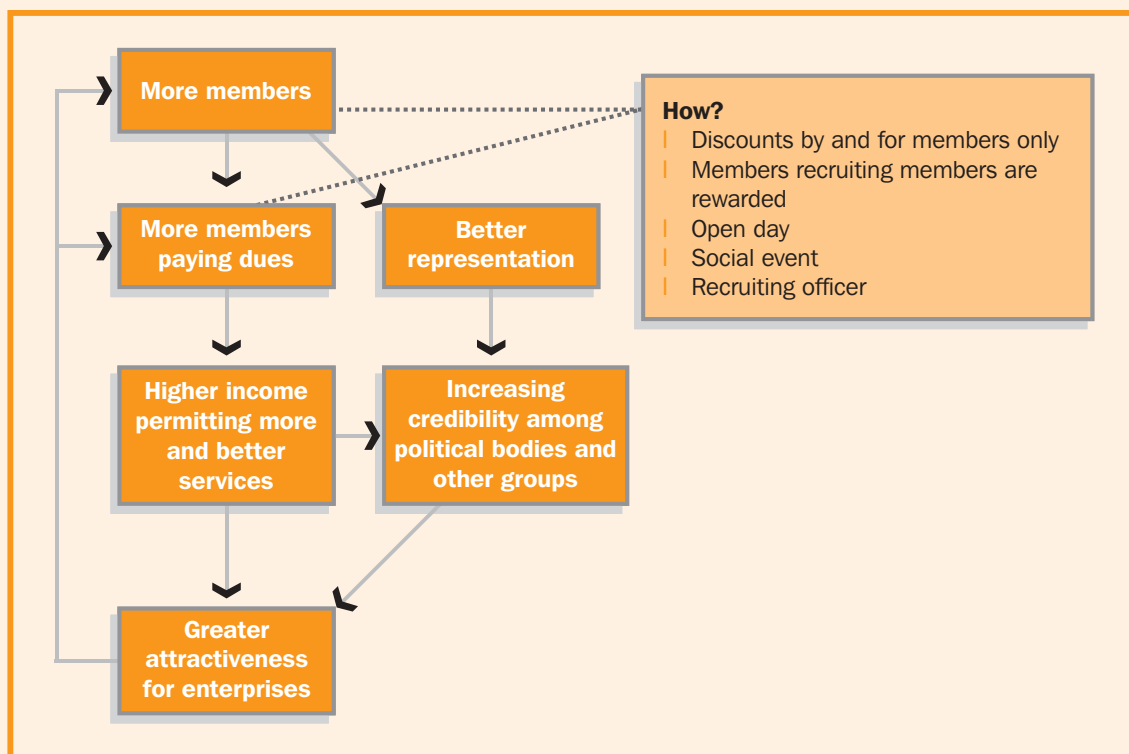 More members
How?
| Discounts by and for members only
| Members recruiting members are
rewarded
| Open day
| Social event
| Recruiting officer
More members
paying dues
Better
representation
Higher income
permitting more
and better
services
Increasing
credibility among
political bodies and
other groups
Greater
attractiveness
for enterprises